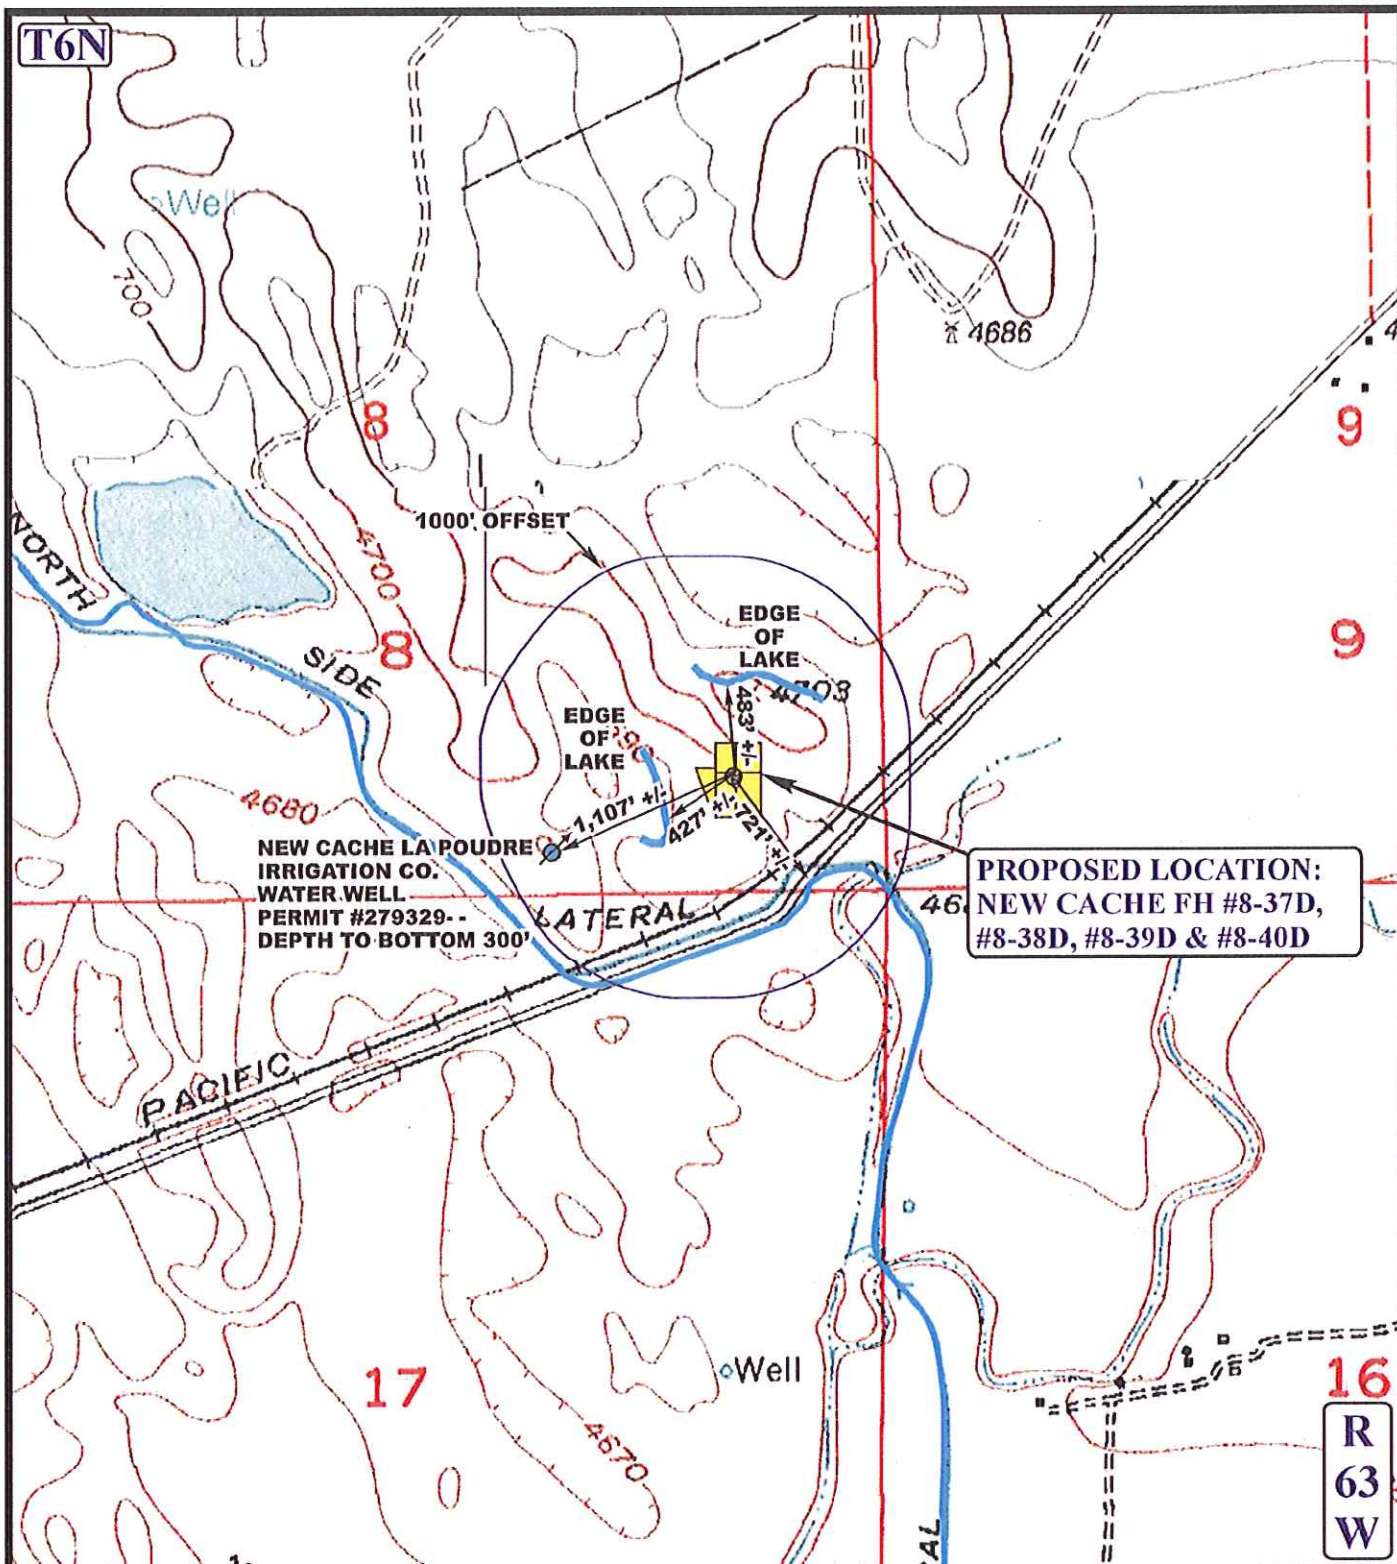 T6N
Well
700
4686
8
9
1000' OFFSET
NORTH
4700
EDGE
OF
LAKE
8
9
SIDE
4703
483' +/-
EDGE
OF
LAKE
4680
1,107' +/-
427' +/-
721' +/-
NEW CACHE LA POUDRE
IRRIGATION CO.
WATER WELL
PERMIT #279329- -
DEPTH TO BOTTOM 300'
LATERAL
PROPOSED LOCATION:
NEW CACHE FH #8-37D,
#8-38D, #8-39D & #8-40D
PACIFIC
Well
17
16
4670
R
63
W